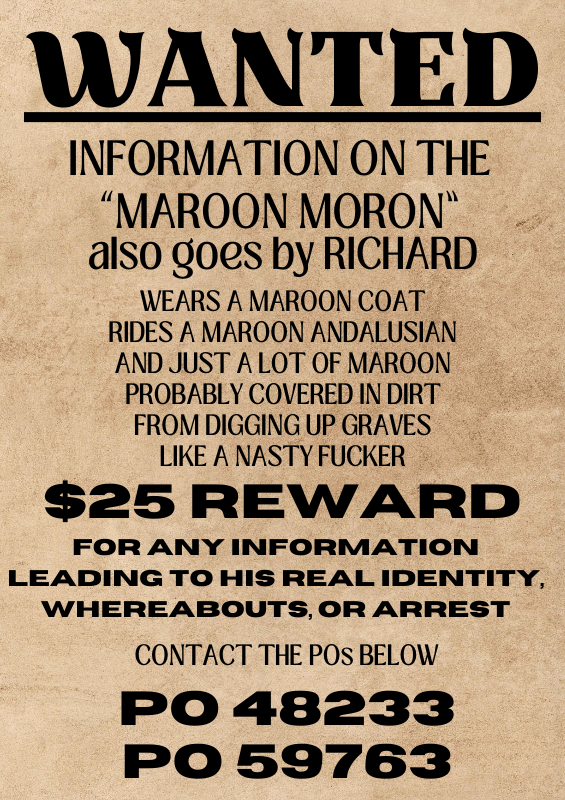 WANTED
INFORMATION ON THE
“MAROON MORON“
also goes by RICHARD
WEARS A MAROON COAT
RIDES A MAROON ANDALUSIAN
AND JUST A LOT OF MAROON
PROBABLY COVERED IN DIRT
FROM DIGGING UP GRAVES
LIKE A NASTY FUCKER
$25 REWARD
FOR ANY INFORMATION
LEADING TO HIS REAL IDENTITY,
WHEREABOUTS, OR ARREST
CONTACT THE POs BELOW
PO 48233
PO 59763